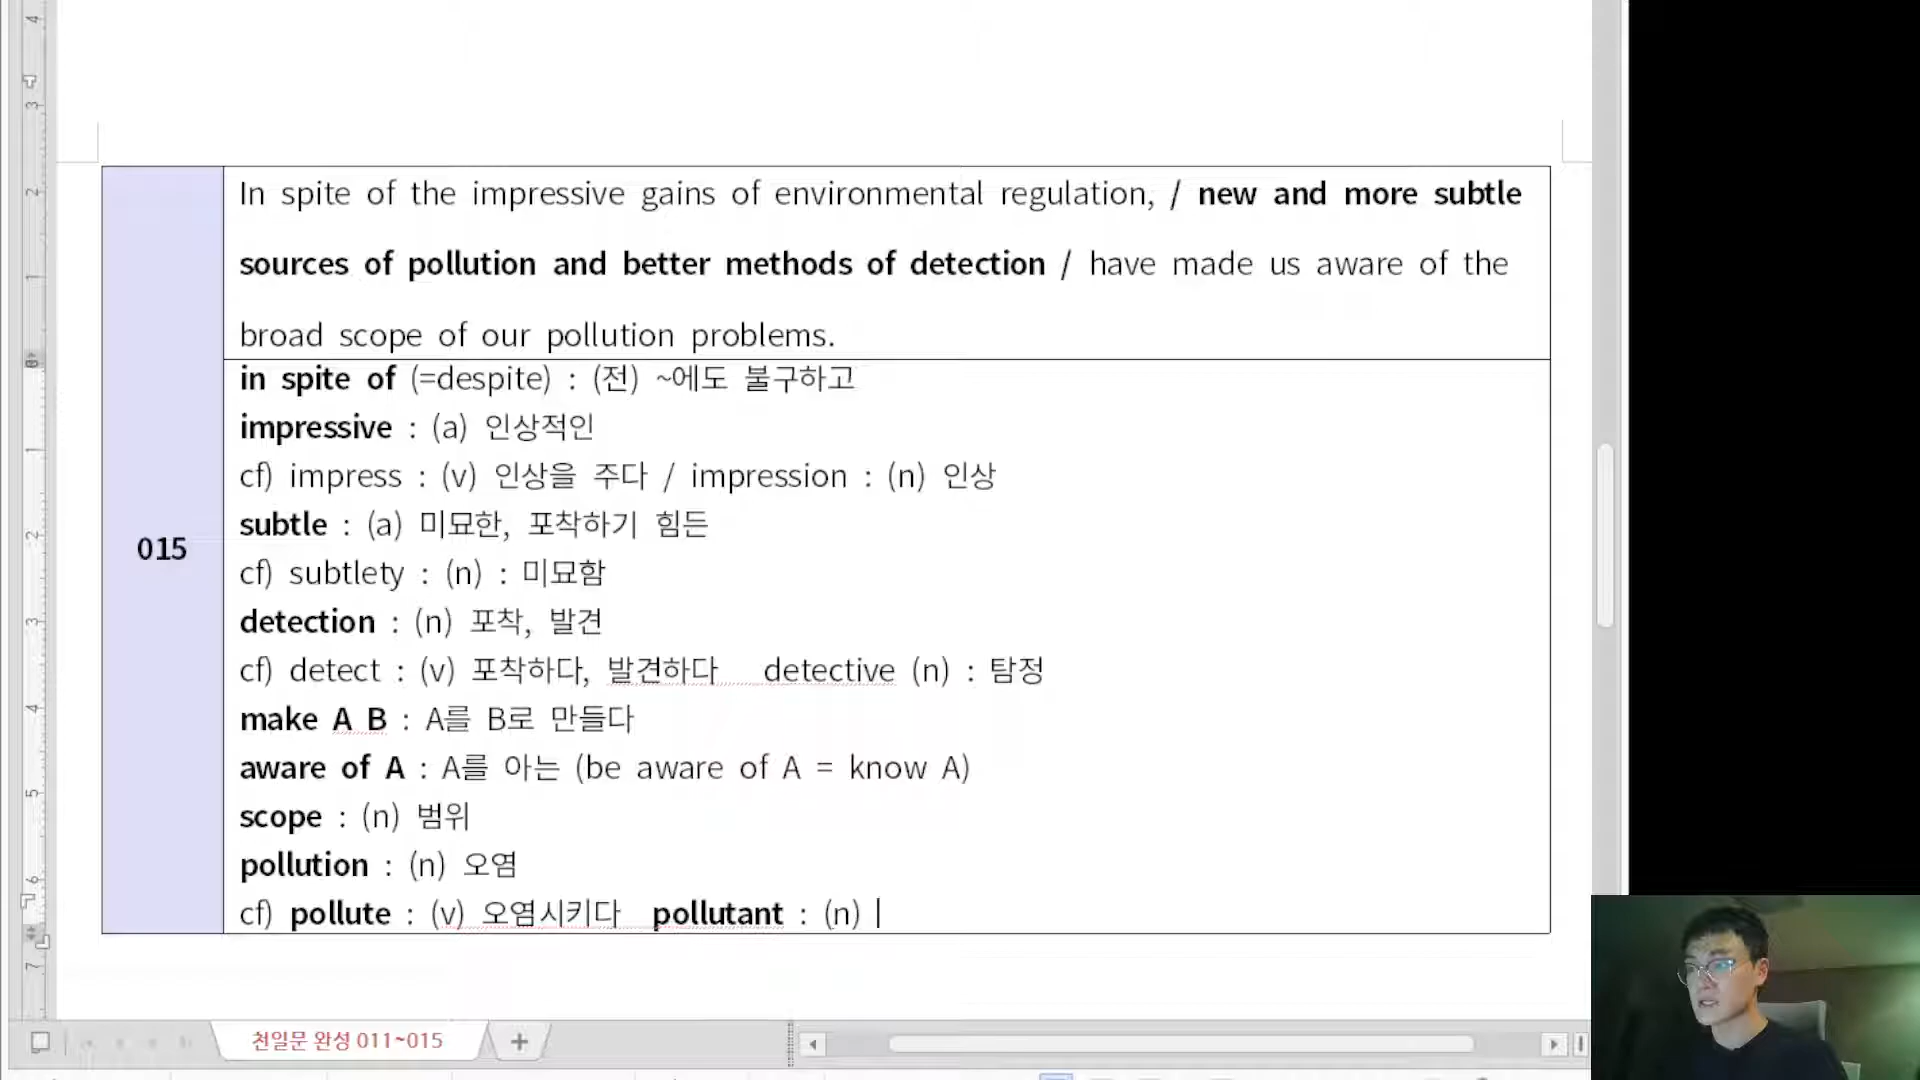 In spite of the impressive gains of environmental regulation, / new and more subtle
sources of pollution and better methods of detection / have made us aware of the
broad scope of our pollution problems.
015
in spite of (=despite) : (전) ~에도 불구하고
impressive : (a) 인상적인
cf) impress : (v) 인상을 주다 / impression : (n) 인상
subtle : (a) 미묘한, 포착하기 힘든
cf) subtlety : (n) : 미묘함
detection : (n) 포착, 발견
cf) detect : (v) 포착하다, 발견하다 detective (n) : 탐정
make A B : A를 B로 만들다
aware of A : A를 아는 (be aware of A = know A)
scope : (n) 범위
pollution : (n) 오염
cf) pollute : (v) 오염시키다 pollutant : (n)
천일문 완성 011~015